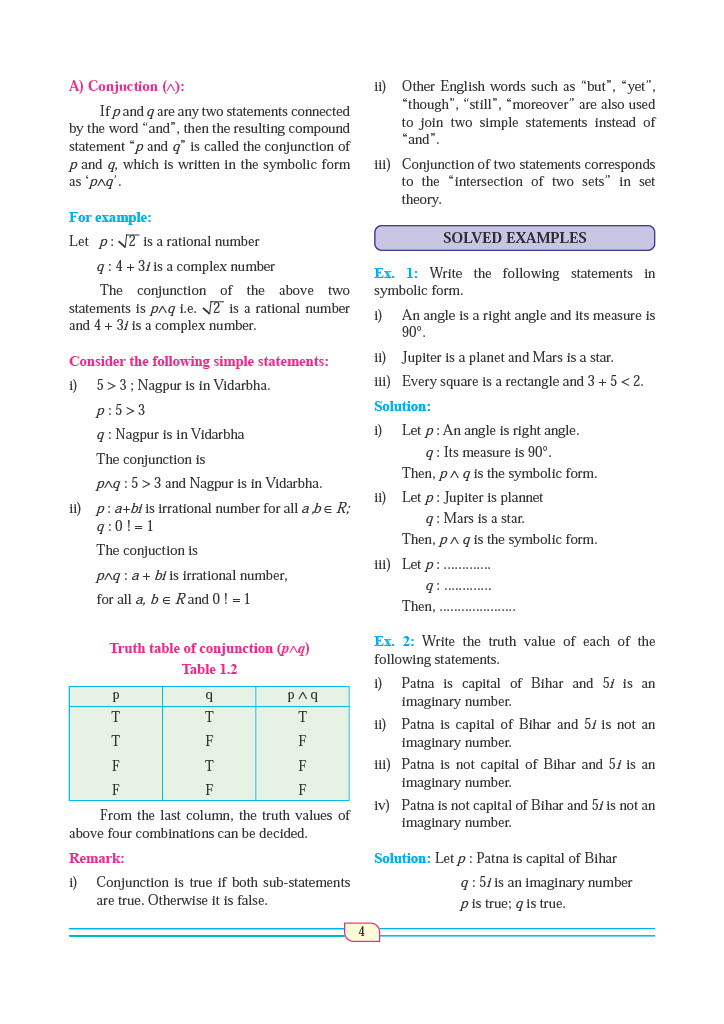 A) Conjuction (∧):
If p and q are any two statements connected
by the word “and”, then the resulting compound
statement “p and q” is called the conjunction of
p and q, which is written in the symbolic form
as ‘p∧q’.
For example:
Let p : √2 is a rational number
q : 4 + 3i is a complex number
The conjunction of the above two
statements is p∧q i.e. √2 is a rational number
and 4 + 3i is a complex number.
Consider the following simple statements:
i) 5 > 3 ; Nagpur is in Vidarbha.
p : 5 > 3
q : Nagpur is in Vidarbha
The conjunction is
p∧q : 5 > 3 and Nagpur is in Vidarbha.
ii) p : a+bi is irrational number for all a ,b ∈ R;
q : 0 ! = 1
The conjuction is
p∧q : a + bi is irrational number,
for all a, b ∈ R and 0 ! = 1
Truth table of conjunction (p∧q)
Table 1.2
p q p ∧ q
T T T
T F F
F T F
F F F
From the last column, the truth values of
above four combinations can be decided.
Remark:
i) Conjunction is true if both sub-statements
are true. Otherwise it is false.
ii) Other English words such as “but”, “yet”,
“though”, “still”, “moreover” are also used
to join two simple statements instead of
“and”.
iii) Conjunction of two statements corresponds
to the “intersection of two sets” in set
theory.
SOLVED EXAMPLES
Ex. 1: Write the following statements in
symbolic form.
i) An angle is a right angle and its measure is
90°.
ii) Jupiter is a planet and Mars is a star.
iii) Every square is a rectangle and 3 + 5 < 2.
Solution:
i) Let p : An angle is right angle.
q : Its measure is 90°.
Then, p ∧ q is the symbolic form.
ii) Let p : Jupiter is plannet
q : Mars is a star.
Then, p ∧ q is the symbolic form.
iii) Let p : .............
q : .............
Then, .....................
Ex. 2: Write the truth value of each of the
following statements.
i) Patna is capital of Bihar and 5i is an
imaginary number.
ii) Patna is capital of Bihar and 5i is not an
imaginary number.
iii) Patna is not capital of Bihar and 5i is an
imaginary number.
iv) Patna is not capital of Bihar and 5i is not an
imaginary number.
Solution: Let p : Patna is capital of Bihar
q : 5i is an imaginary number
p is true; q is true.
4